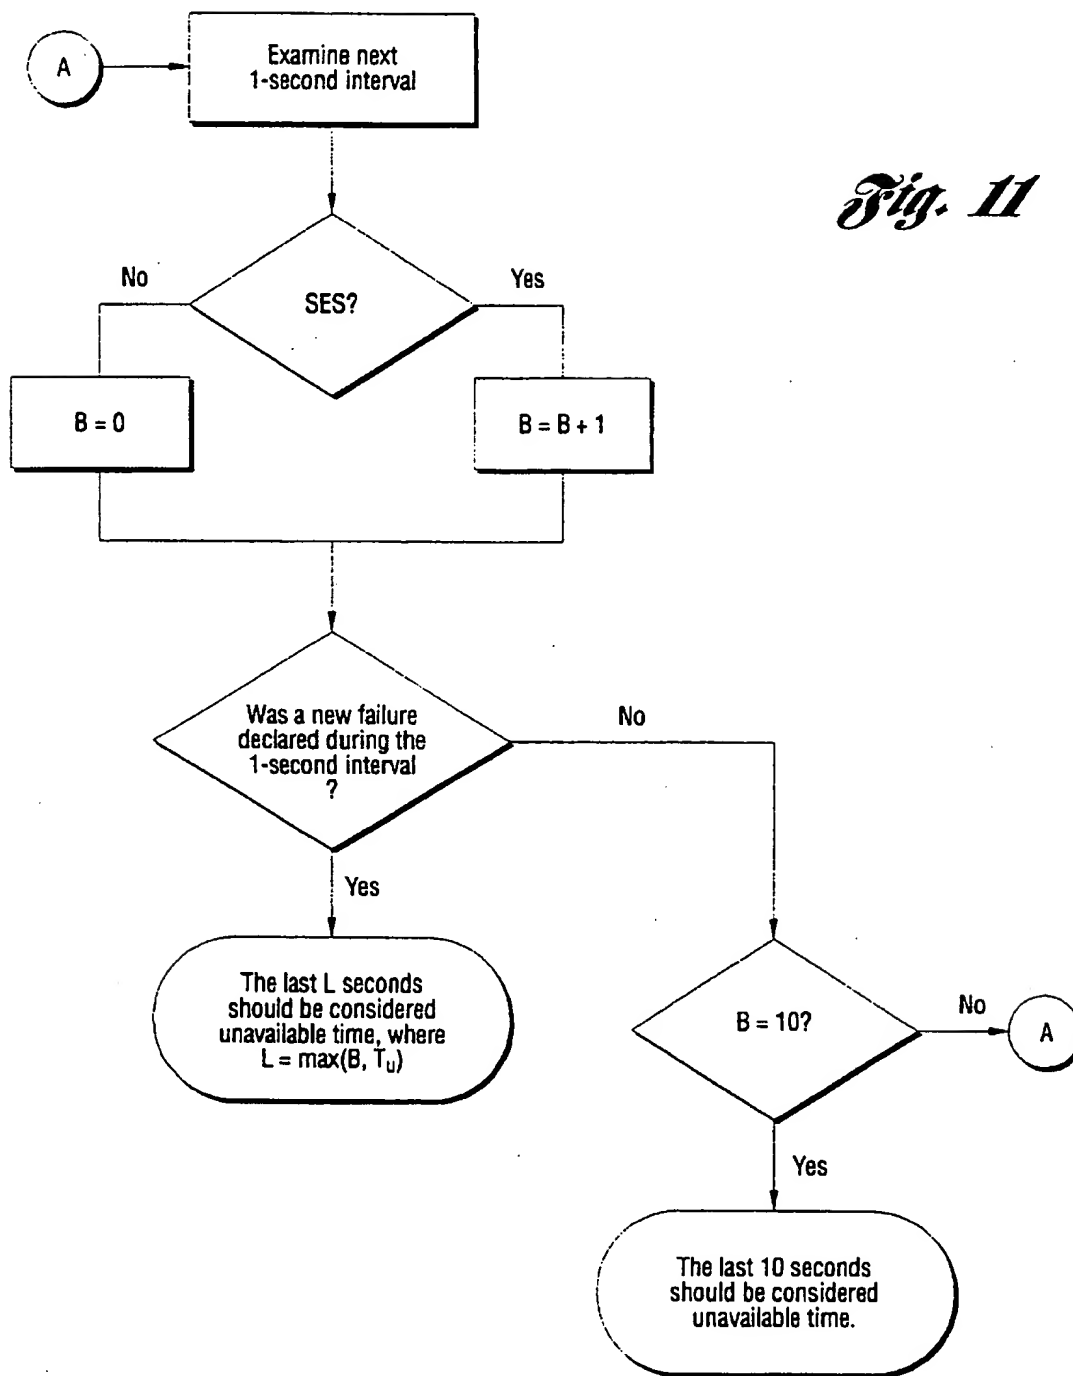 A
Examine next
1-second interval
Fig. 11
No
SES?
Yes
B = 0
B = B + 1
Was a new failure
declared during the
1-second interval
?
No
Yes
The last L seconds
should be considered
unavailable time, where
L = max(B, Tu)
B = 10?
No
A
Yes
The last 10 seconds
should be considered
unavailable time.